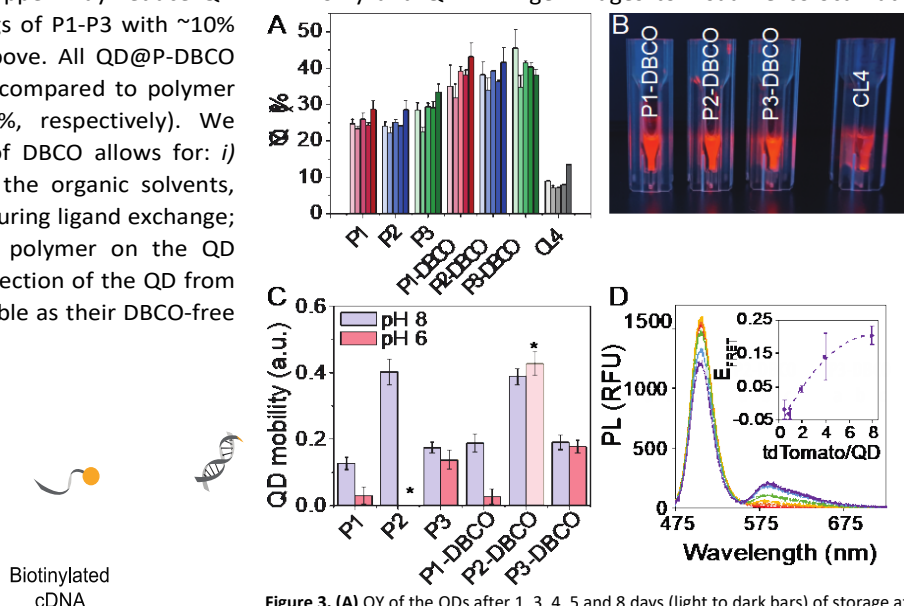 gs of P1-P3 with ~10%
ove. All QD@P-DBCO
compared to polymer
%, respectively). We
of DBCO allows for: i)
the organic solvents,
uring ligand exchange;
polymer on the QD
ection of the QD from
ble as their DBCO-free
Biotinylated
cDNA
A
50
40
30
20
10
0
P1
P2
P3
P1-DBCO
P2-DBCO
P3-DBCO
CL4
B
P1-DBCO
P2-DBCO
P3-DBCO
CL4
C
QD mobility (a.u.)
0.6
0.4
0.2
0.0
pH 8
pH 6
*
*
P1
P2
P3
P1-DBCO
P2-DBCO
P3-DBCO
D
PL (RFU)
1500
1000
500
0
475 575 675
Wavelength (nm)
E FRET
0.25
0.15
0.05
-0.05
0 2 4 6 8
tdTomato/QD
Figure 3. (A) QY of the QDs after 1, 3, 4, 5 and 8 days (light to dark bars) of storage a